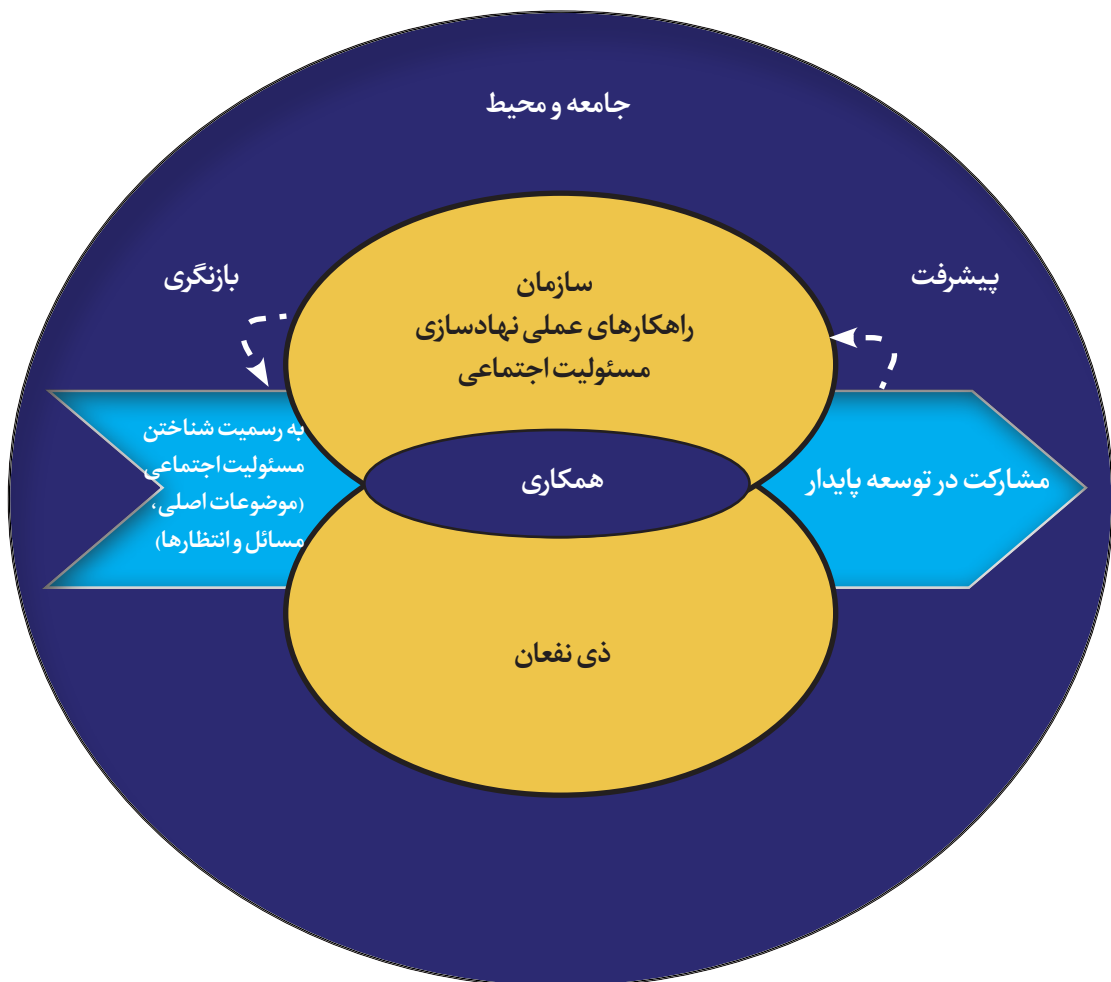 جامعه و محیط
پیشرفت
بازنگری
سازمان
راهکارهای عملی نهادسازی
مسئولیت اجتماعی
مشارکت در توسعه پایدار
همکاری
به رسمیت شناختن
مسئولیت اجتماعی
(موضوعات اصلی،
مسائل و انتظارها)
ذی نفعان